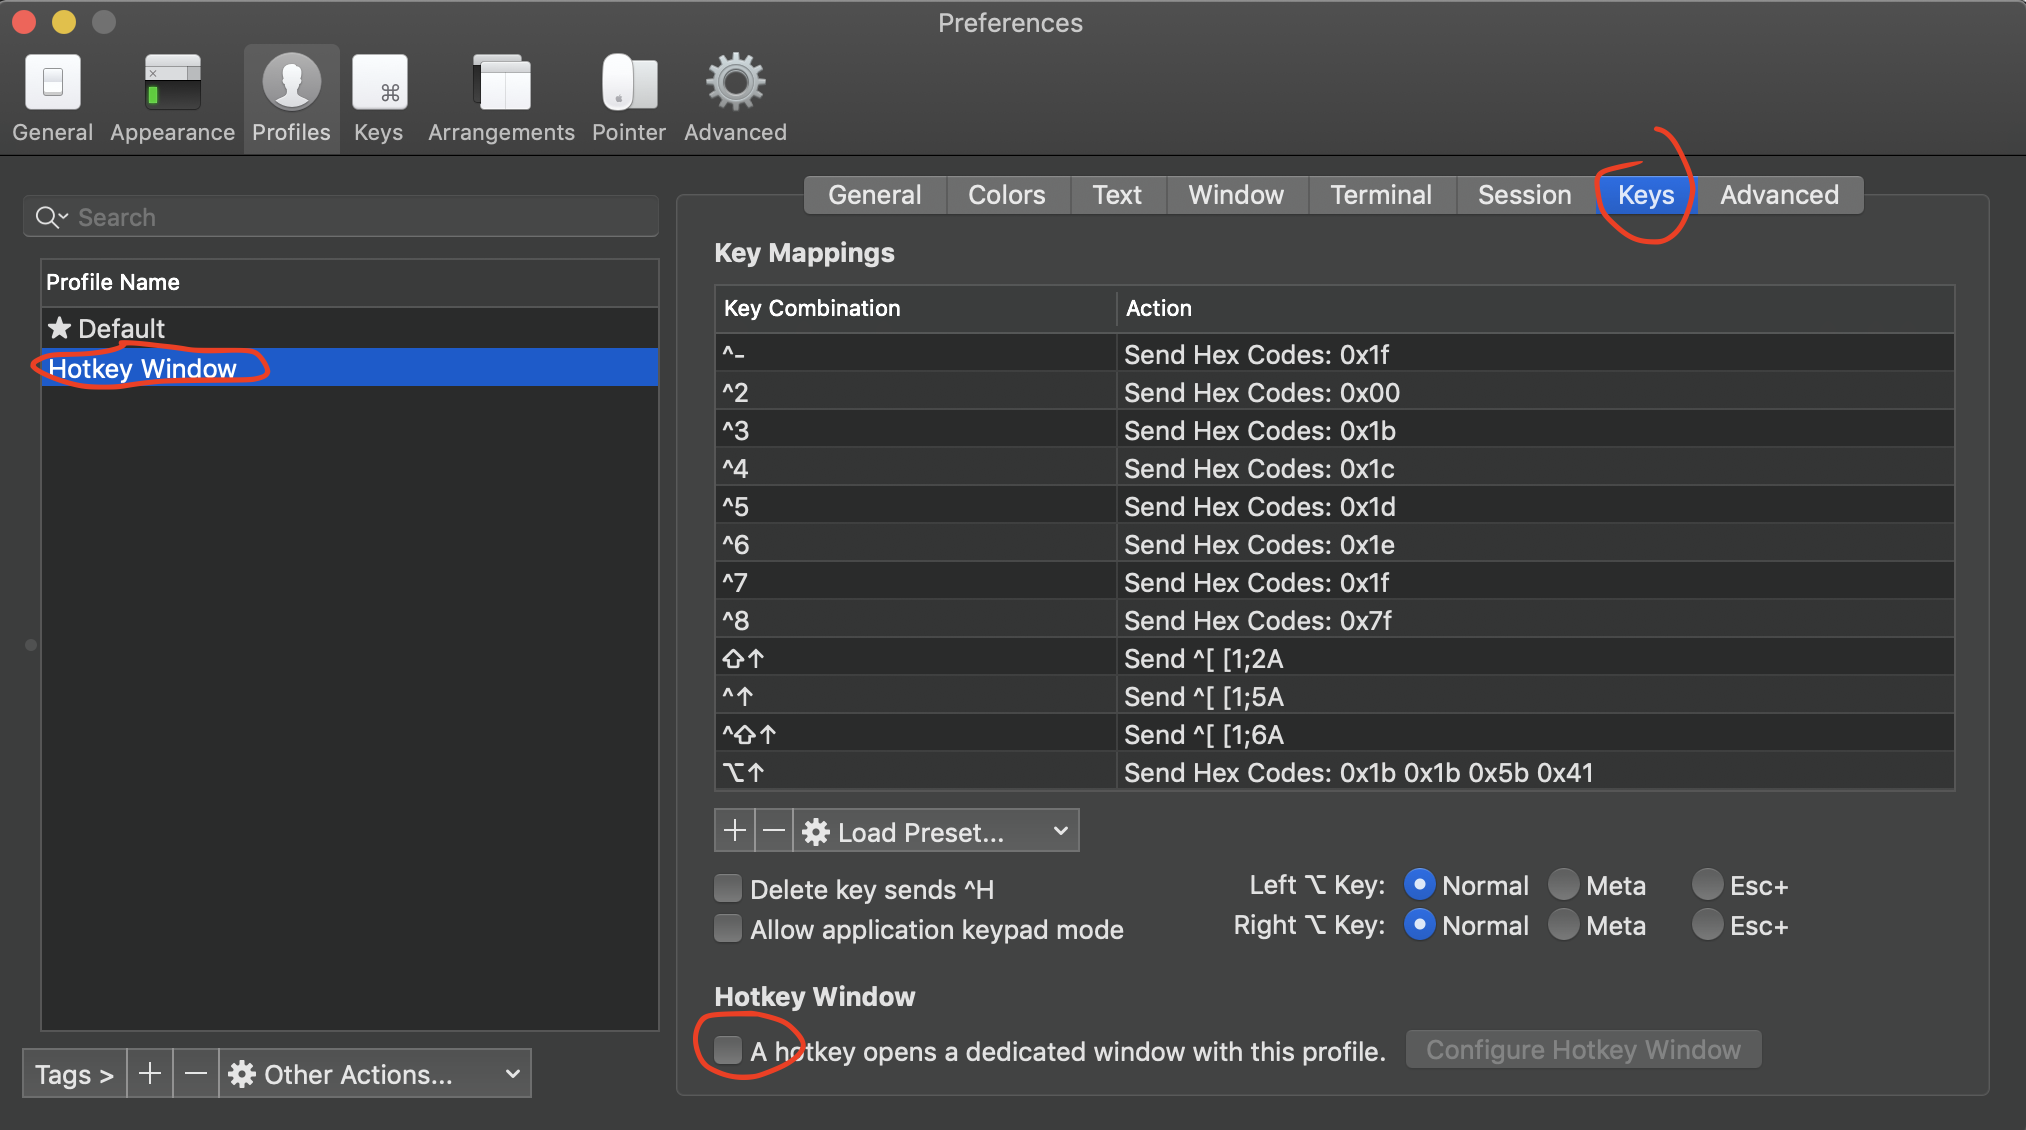 Preferences
General Appearance Profiles Keys Arrangements Pointer Advanced
General Colors Text Window Terminal Session Keys Advanced
Search
Profile Name
★ Default
Hotkey Window
Key Mappings
Key Combination Action
^- Send Hex Codes: 0x1f
^2 Send Hex Codes: 0x00
^3 Send Hex Codes: 0x1b
^4 Send Hex Codes: 0x1c
^5 Send Hex Codes: 0x1d
^6 Send Hex Codes: 0x1e
^7 Send Hex Codes: 0x1f
^8 Send Hex Codes: 0x7f
⇧↑ Send ^[ [1;2A
^↑ Send ^[ [1;5A
^⇧↑ Send ^[ [1;6A
⌥↑ Send Hex Codes: 0x1b 0x1b 0x5b 0x41
+ − Load Preset...
Delete key sends ^H
Allow application keypad mode
Left ⌥ Key: Normal Meta Esc+
Right ⌥ Key: Normal Meta Esc+
Hotkey Window
A hotkey opens a dedicated window with this profile. Configure Hotkey Window
Tags > + − Other Actions...